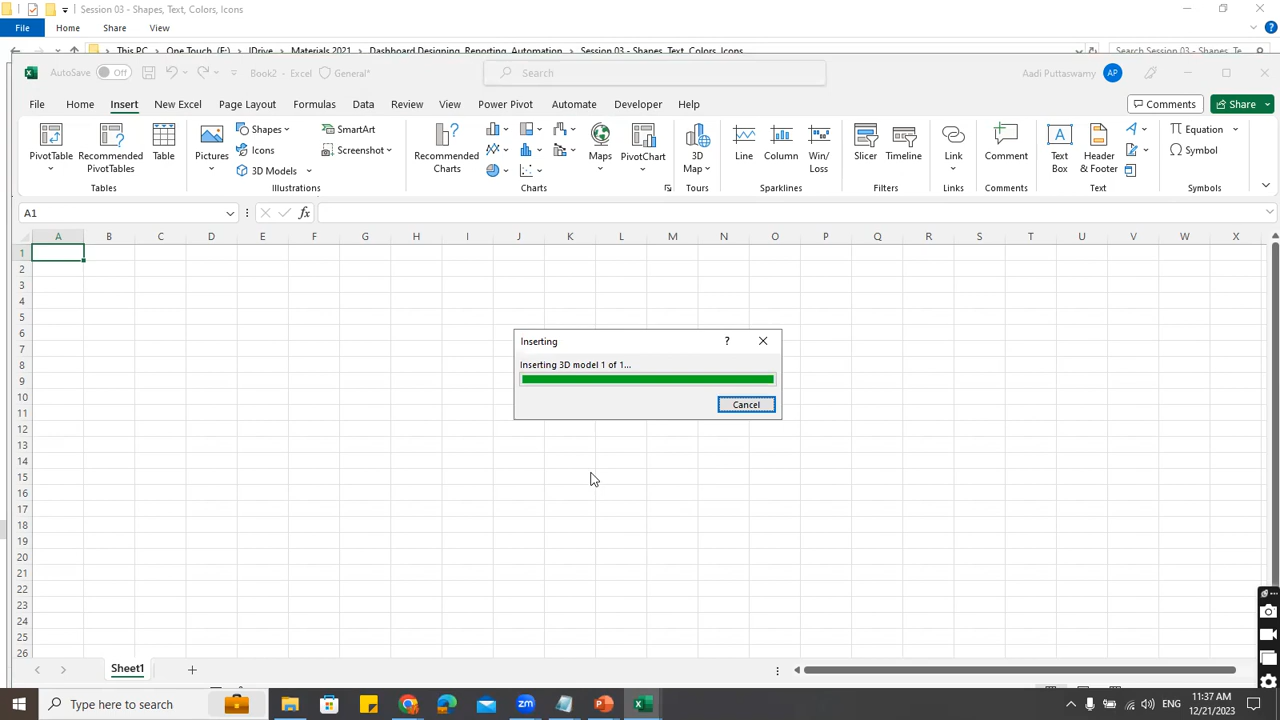 Session 03 - Shapes, Text, Colors, Icons
File Home Share View
This PC One Touch (F:) IDrive Materials 2021 Dashboard Designing, Reporting, Automation Session 03 - Shapes, Text, Colors, Icons Search Session 03 - Shapes, Te...
AutoSave Off Book2 - Excel General* Search Aadi Puttaswamy AP
File Home Insert New Excel Page Layout Formulas Data Review View Power Pivot Automate Developer Help Comments Share
Shapes SmartArt Equation
Icons Screenshot Symbol
PivotTable Recommended PivotTables Table Pictures 3D Models Recommended Charts Maps PivotChart 3D Map Line Column Win/Loss Slicer Timeline Link Comment Text Box Header & Footer
Tables Illustrations Charts Tours Sparklines Filters Links Comments Text Symbols
A1 fx
A B C D E F G H I J K L M N O P Q R S T U V W X
1
2
3
4
5
6
7
8
9
10
11
12
13
14
15
16
17
18
19
20
21
22
23
24
25
26
Inserting ?
Inserting 3D model 1 of 1...
Cancel
Sheet1
Type here to search ENG 11:37 AM
12/21/2023